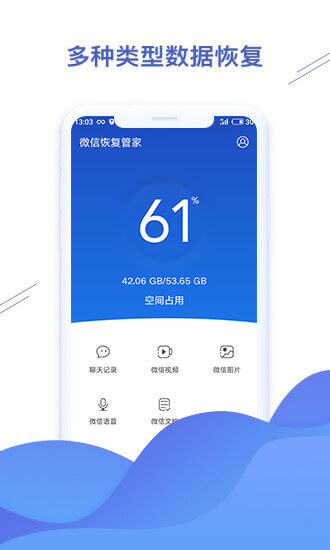 多种类型数据恢复
13:03
30
微信恢复管家
61%
42.06 GB/53.65 GB
空间占用
聊天记录
微信视频
微信图片
微信语音
微信文档